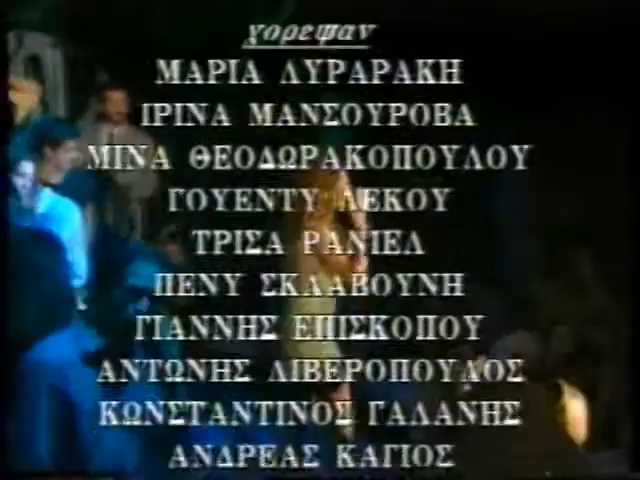 χορεψαν
ΜΑΡΙΑ ΛΥΡΑΡΑΚΗ
ΙΡΙΝΑ ΜΑΝΣΟΥΡΟΒΑ
ΜΙΝΑ ΘΕΟΔΩΡΑΚΟΠΟΥΛΟΥ
ΓΟΥΕΝΤΥ ΛΕΚΟΥ
ΤΡΙΣΑ ΡΑΝΙΕΛ
ΠΕΝΥ ΣΚΛΑΒΟΥΝΗ
ΓΙΑΝΝΗΣ ΕΠΙΣΚΟΠΟΥ
ΑΝΤΩΝΗΣ ΛΙΒΕΡΟΠΟΥΛΟΣ
ΚΩΝΣΤΑΝΤΙΝΟΣ ΓΑΛΑΝΗΣ
ΑΝΔΡΕΑΣ ΚΑΓΙΟΣ